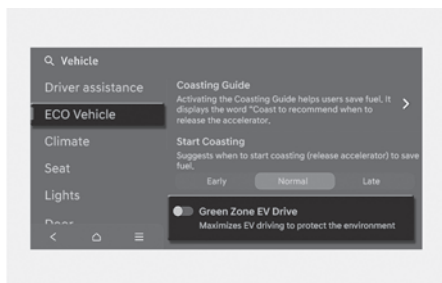 Vehicle
Driver assistance
ECO Vehicle
Climate
Seat
Lights
Door
Coasting Guide
Activating the Coasting Guide helps users save fuel. It
displays the word "Coast to recommend when to
release the accelerator.
Start Coasting
Suggests when to start coasting (release accelerator) to save
fuel.
Early Normal Late
Green Zone EV Drive
Maximizes EV driving to protect the environment